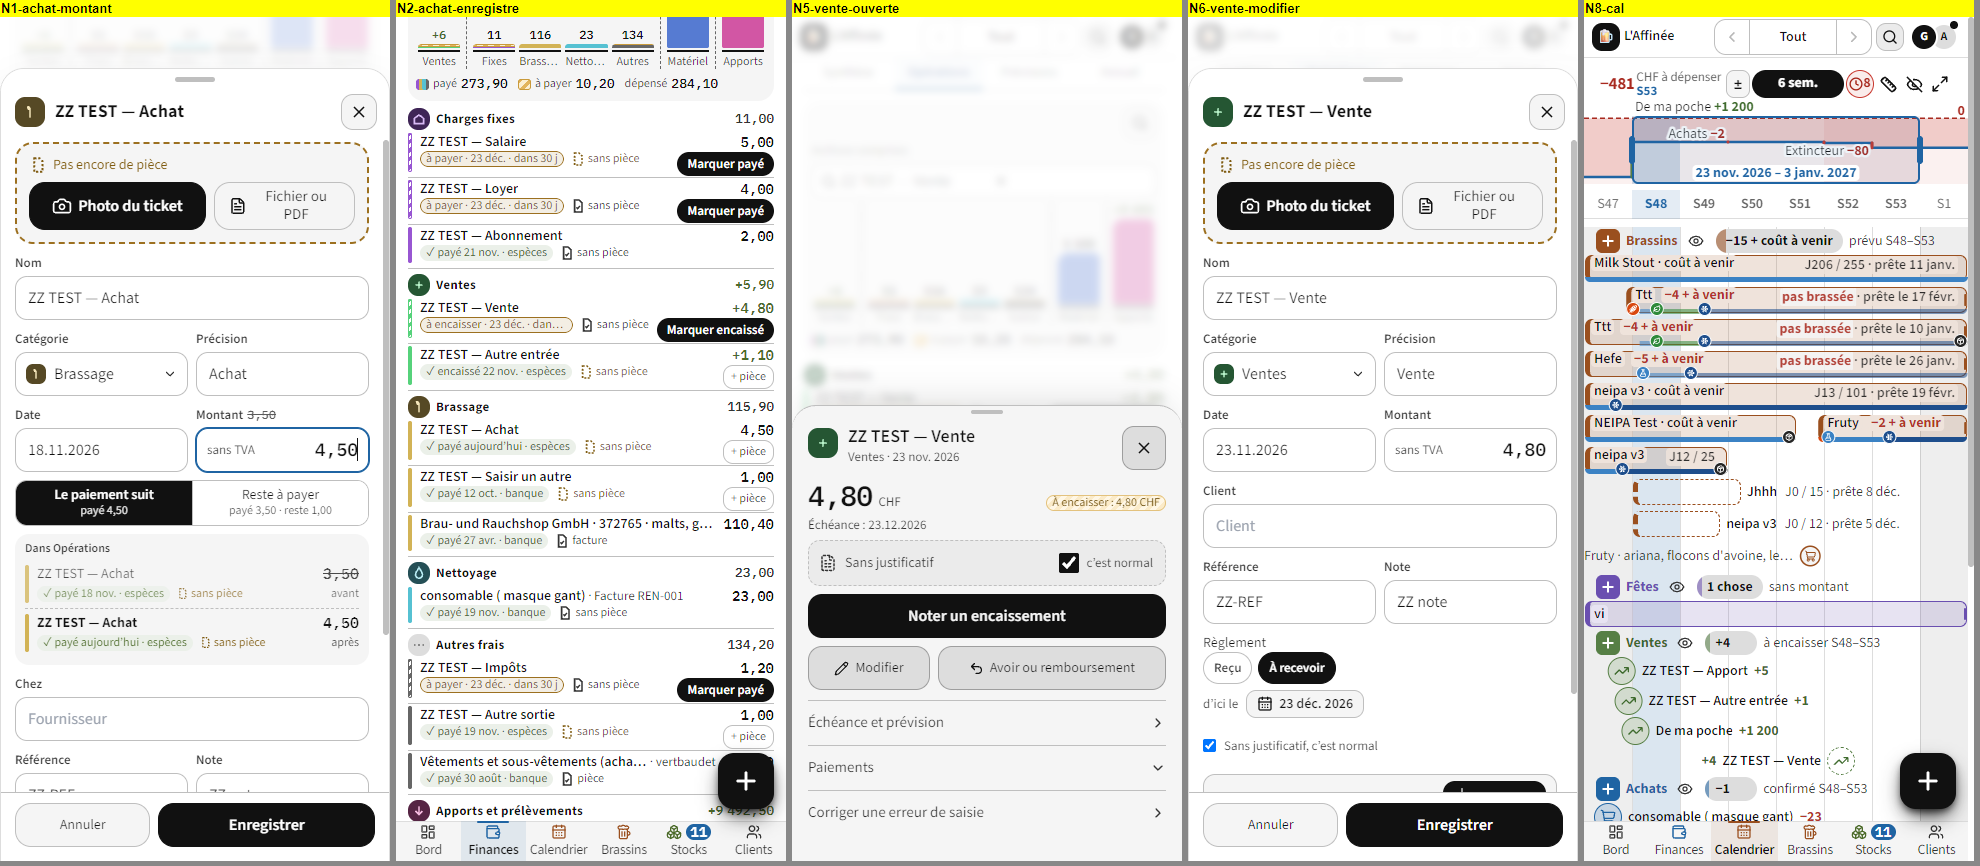 N1-achat-montant
ZZ TEST — Achat
Pas encore de pièce
Photo du ticket
Fichier ou PDF
Nom
ZZ TEST — Achat
Catégorie
Précision
Brassage
Achat
Date
Montant 3,50
18.11.2026
sans TVA 4,50
Le paiement suit
payé 4,50
Reste à payer
payé 3,50 · reste 1,00
Dans Opérations
ZZ TEST — Achat 3,50
✓ payé 18 nov. · espèces sans pièce avant
ZZ TEST — Achat 4,50
✓ payé aujourd'hui · espèces sans pièce après
Chez
Fournisseur
Référence
Note
Annuler
Enregistrer
N2-achat-enregistre
+6 11 116 23 134
Ventes Fixes Brass… Netto… Autres Matériel Apports
payé 273,90 à payer 10,20 dépensé 284,10
Charges fixes 11,00
ZZ TEST — Salaire 5,00
à payer · 23 déc. · dans 30 j sans pièce Marquer payé
ZZ TEST — Loyer 4,00
à payer · 23 déc. · dans 30 j sans pièce Marquer payé
ZZ TEST — Abonnement 2,00
✓ payé 21 nov. · espèces sans pièce
Ventes +5,90
ZZ TEST — Vente +4,80
à encaisser · 23 déc. · dan… sans pièce Marquer encaissé
ZZ TEST — Autre entrée +1,10
✓ encaissé 22 nov. · espèces sans pièce + pièce
Brassage 115,90
ZZ TEST — Achat 4,50
✓ payé aujourd'hui · espèces sans pièce + pièce
ZZ TEST — Saisir un autre 1,00
✓ payé 12 oct. · banque sans pièce + pièce
Brau- und Rauchshop GmbH · 372765 · malts, g… 110,40
✓ payé 27 avr. · banque facture
Nettoyage 23,00
consomable ( masque gant) · Facture REN-001 23,00
✓ payé 19 nov. · banque sans pièce
Autres frais 134,20
ZZ TEST — Impôts 1,20
à payer · 23 déc. · dans 30 j sans pièce Marquer payé
ZZ TEST — Autre sortie 1,00
✓ payé 19 nov. · espèces sans pièce + pièce
Vêtements et sous-vêtements (acha… · vertbaudet
✓ payé 30 août · banque pièce
Apports et prélèvements +9 492,50
Bord Finances Calendrier Brassins Stocks 11 Clients
N5-vente-ouverte
ZZ TEST — Vente
Ventes · 23 nov. 2026
4,80 CHF À encaisser : 4,80 CHF
Échéance : 23.12.2026
Sans justificatif c'est normal
Noter un encaissement
Modifier
Avoir ou remboursement
Échéance et prévision
Paiements
Corriger une erreur de saisie
N6-vente-modifier
ZZ TEST — Vente
Pas encore de pièce
Photo du ticket
Fichier ou PDF
Nom
ZZ TEST — Vente
Catégorie
Précision
Ventes
Vente
Date
Montant
23.11.2026
sans TVA 4,80
Client
Client
Référence
Note
ZZ-REF
ZZ note
Règlement
Reçu
À recevoir
d'ici le 23 déc. 2026
Sans justificatif, c'est normal
Annuler
Enregistrer
N8-cal
L'Affinée
Tout
G A
−481 CHF à dépenser
S53
± 6 sem. 8
De ma poche +1 200
0
Achats −2
Extincteur −80
23 nov. 2026 – 3 janv. 2027
S47 S48 S49 S50 S51 S52 S53 S1
Brassins −15 + coût à venir prévu S48–S53
Milk Stout · coût à venir J206 / 255 · prête 11 janv.
Ttt −4 + à venir pas brassée · prête le 17 févr.
Ttt −4 + à venir pas brassée · prête le 10 janv.
Hefe −5 + à venir pas brassée · prête le 26 janv.
neipa v3 · coût à venir J13 / 101 · prête 19 févr.
NEIPA Test · coût à venir
Fruty −2 + à venir
neipa v3 J12 / 25
Jhhh J0 / 15 · prête 8 déc.
neipa v3 J0 / 12 · prête 5 déc.
Fruty · ariana, flocons d'avoine, le…
Fêtes 1 chose sans montant
vi
Ventes +4 à encaisser S48–S53
ZZ TEST — Apport +5
ZZ TEST — Autre entrée +1
De ma poche +1 200
+4 ZZ TEST — Vente
Achats −1 confirmé S48–S53
consomable ( masque gant) −23
Bord Finances Calendrier Brassins Stocks 11 Clients